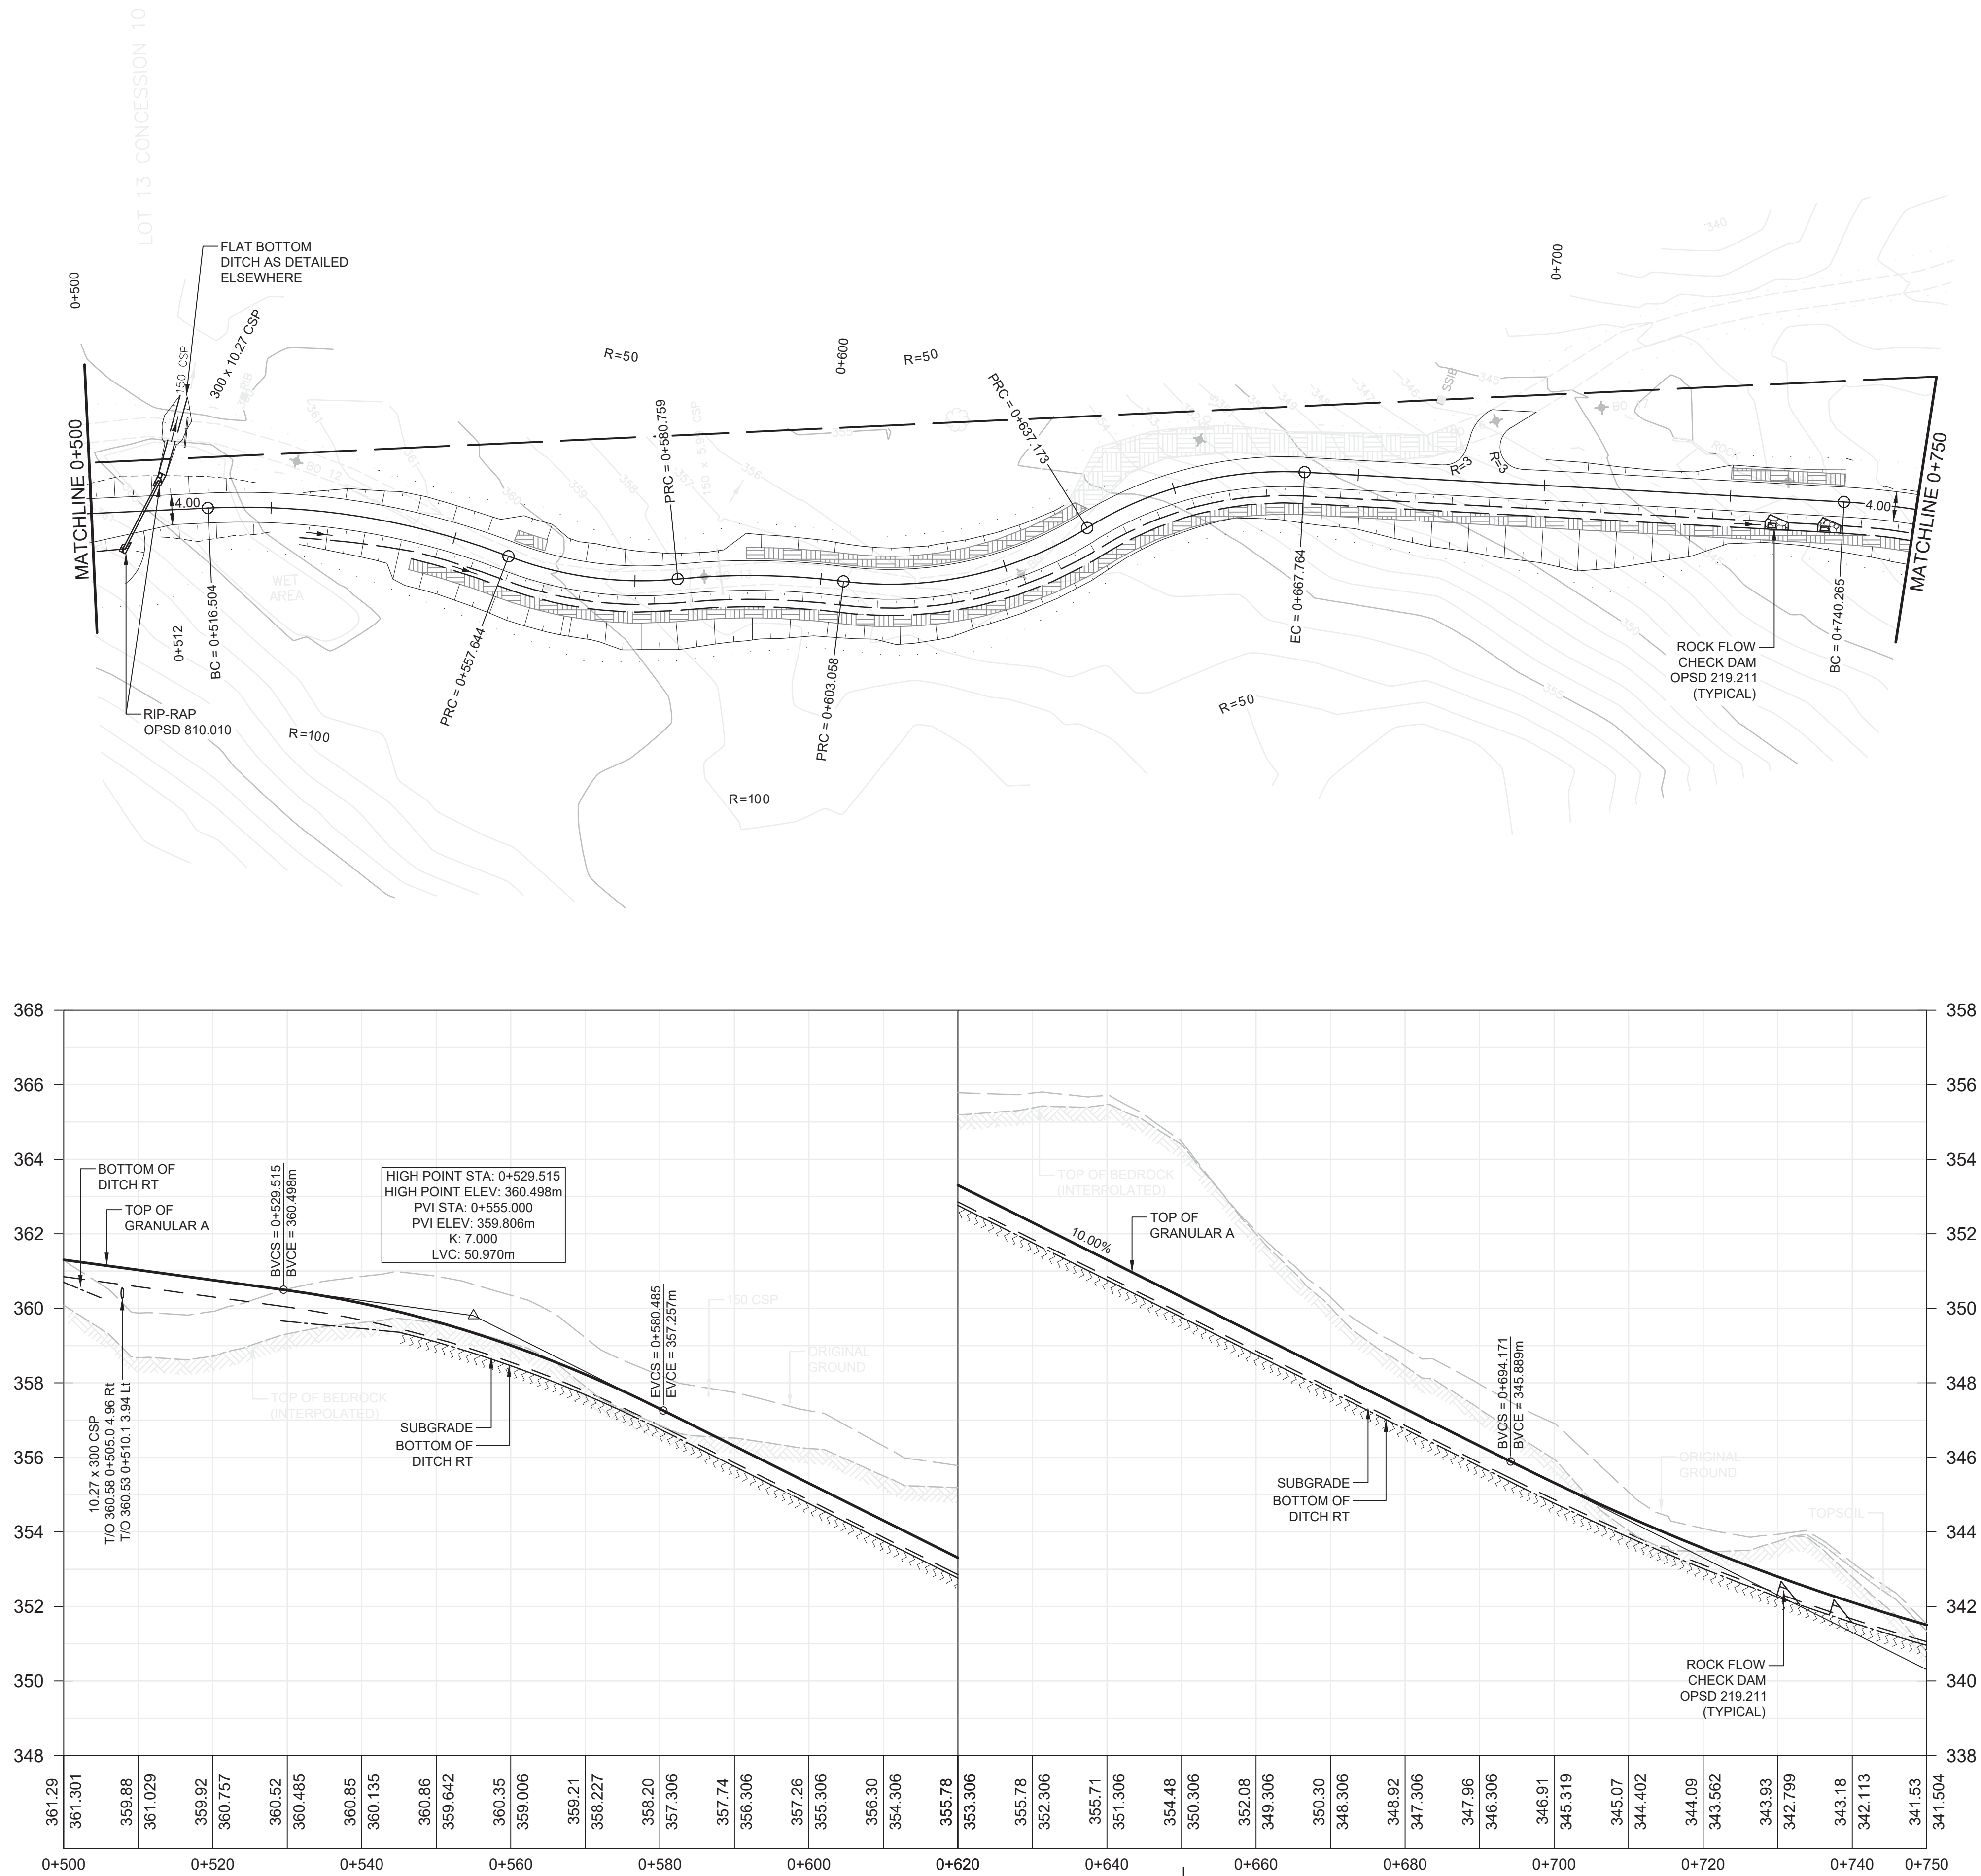 LOT 13 CONCESSION 10
FLAT BOTTOM
DITCH AS DETAILED
ELSEWHERE
0+500
0+600
0+700
340
150 CSP
300 x 10.27 CSP
R=50
R=50
PRC = 0+580.759
PRC = 0+637.173
345
MATCHLINE 0+500
4.00
361
361
360
359
358
357
356
355
349
347
R=3
R=3
4.00
MATCHLINE 0+750
WET
AREA
0+512
BC = 0+516.504
PRC = 0+557.644
PRC = 0+603.058
EC = 0+667.764
BC = 0+740.265
350
355
ROCK FLOW
CHECK DAM
OPSD 219.211
(TYPICAL)
RIP-RAP
OPSD 810.010
R=100
R=100
R=50
368
366
364
362
360
358
356
354
352
350
348
358
356
354
352
350
348
346
344
342
340
338
BOTTOM OF
DITCH RT
TOP OF
GRANULAR A
BVCS = 0+529.515
BVCE = 360.498m
HIGH POINT STA: 0+529.515
HIGH POINT ELEV: 360.498m
PVI STA: 0+555.000
PVI ELEV: 359.806m
K: 7.000
LVC: 50.970m
EVCS = 0+580.485
EVCE = 357.257m
150 CSP
ORIGINAL
GROUND
TOP OF BEDROCK
(INTERPOLATED)
10.27 x 300 CSP
T/O 360.58 0+505.0 4.96 Rt
T/O 360.53 0+510.1 3.94 Lt
SUBGRADE
BOTTOM OF
DITCH RT
TOP OF BEDROCK
(INTERPOLATED)
10.00%
TOP OF
GRANULAR A
BVCS = 0+694.171
BVCE = 345.889m
SUBGRADE
BOTTOM OF
DITCH RT
ORIGINAL
GROUND
TOPSOIL
ROCK FLOW
CHECK DAM
OPSD 219.211
(TYPICAL)
361.29
361.301
359.88
361.029
359.92
360.757
360.52
360.485
360.85
360.135
360.86
359.642
360.35
359.006
359.21
358.227
358.20
357.306
357.74
356.306
357.26
355.306
356.30
354.306
355.78
353.306
355.78
352.306
355.71
351.306
354.48
350.306
352.08
349.306
350.30
348.306
348.92
347.306
347.96
346.306
346.91
345.319
345.07
344.402
344.09
343.562
343.93
342.799
343.18
342.113
341.53
341.504
0+500
0+520
0+540
0+560
0+580
0+600
0+620
0+640
0+660
0+680
0+700
0+720
0+740
0+750